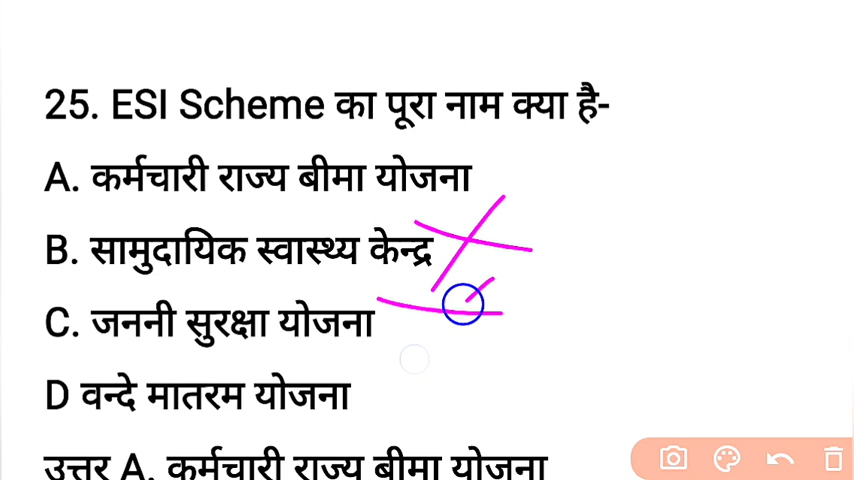 25. ESI Scheme का पूरा नाम क्या है-
A. कर्मचारी राज्य बीमा योजना
B. सामुदायिक स्वास्थ्य केन्द्र
C. जननी सुरक्षा योजना
D वन्दे मातरम योजना
उत्तर A. कर्मचारी राज्य बीमा योजना